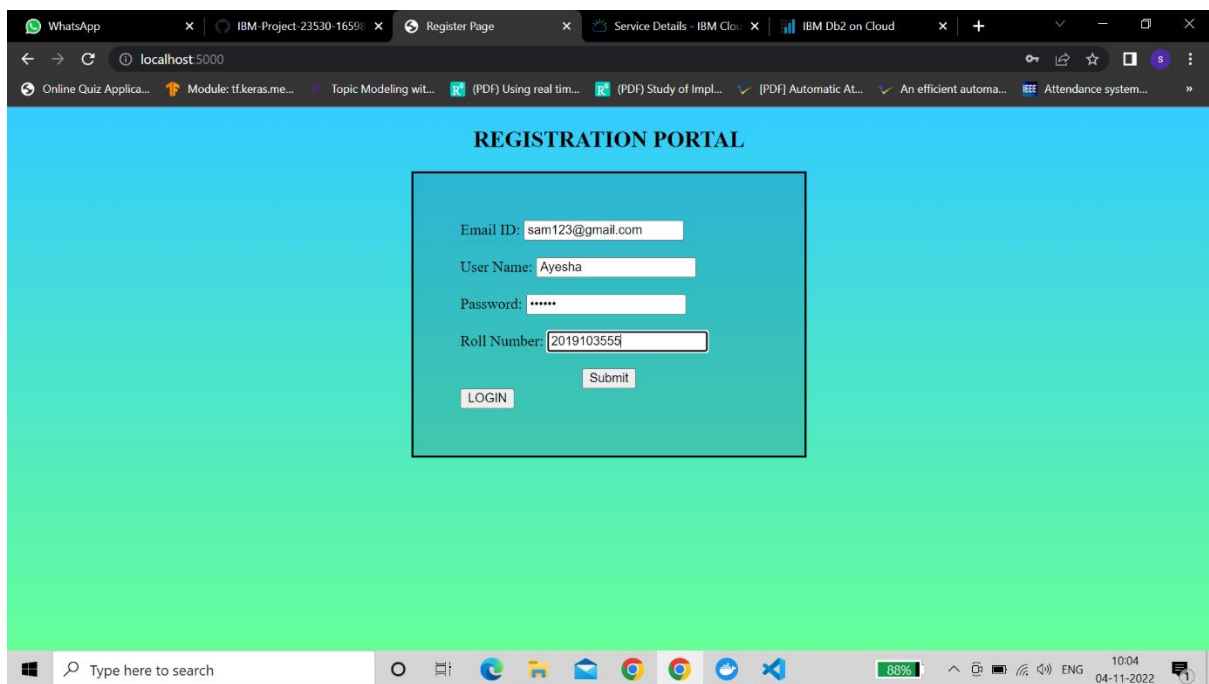 WhatsApp
IBM-Project-23530-16598
Register Page
Service Details - IBM Clou
IBM Db2 on Cloud
localhost:5000
s
Online Quiz Applica...
Module: tf.keras.me...
Topic Modeling wit...
(PDF) Using real tim...
(PDF) Study of Impl...
[PDF] Automatic At...
An efficient automa...
IEEE Attendance system...
REGISTRATION PORTAL
Email ID: sam123@gmail.com
User Name: Ayesha
Password: ••••••
Roll Number: 2019103555
Submit
LOGIN
Type here to search
88%
ENG
10:04
04-11-2022
1